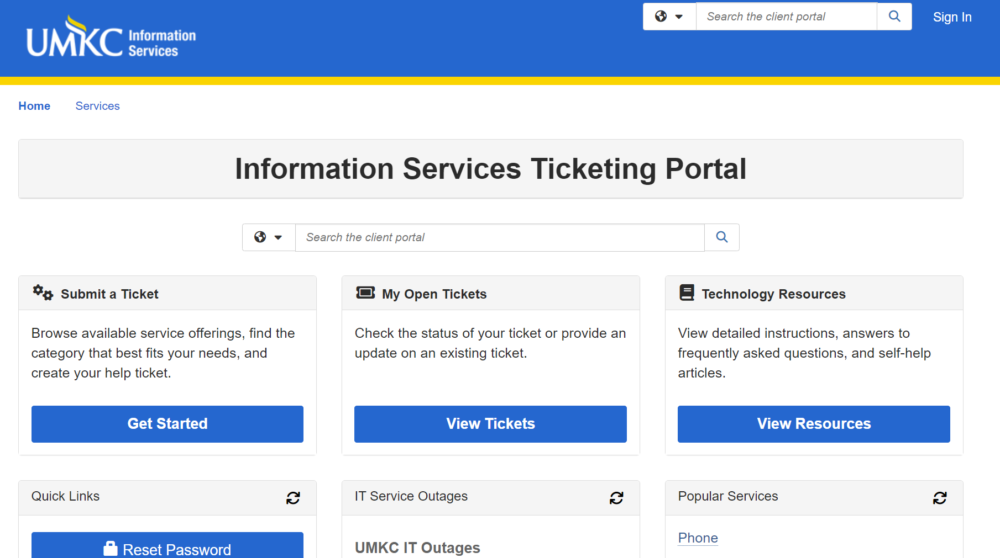 UMKC Information Services
Search the client portal
Sign In
Home
Services
Information Services Ticketing Portal
Search the client portal
Submit a Ticket
Browse available service offerings, find the
category that best fits your needs, and
create your help ticket.
Get Started
My Open Tickets
Check the status of your ticket or provide an
update on an existing ticket.
View Tickets
Technology Resources
View detailed instructions, answers to
frequently asked questions, and self-help
articles.
View Resources
Quick Links
Reset Password
IT Service Outages
UMKC IT Outages
Popular Services
Phone